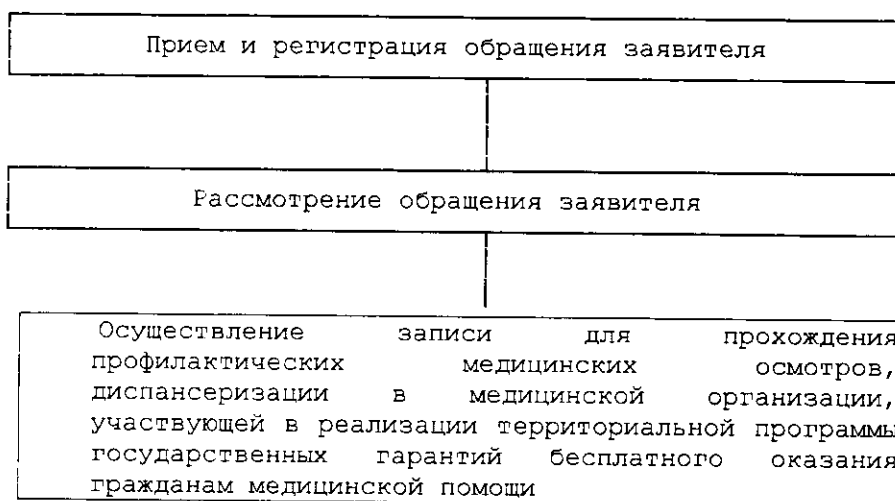 Прием и регистрация обращения заявителя
Рассмотрение обращения заявителя
Осуществление записи для прохождения
профилактических медицинских осмотров,
диспансеризации в медицинской организации,
участвующей в реализации территориальной программы
государственных гарантий бесплатного оказания
гражданам медицинской помощи